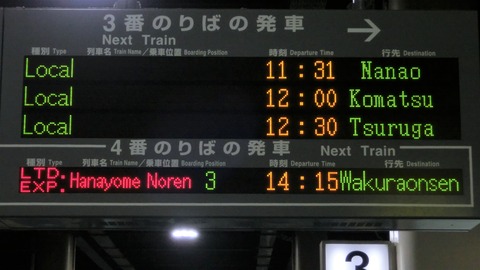 3番のりばの発車
Next Train
種別 Type 列車名 Train Name／乗車位置 Boarding Position 時刻 Departure Time 行先 Destination
Local 11:31 Nanao
Local 12:00 Komatsu
Local 12:30 Tsuruga
4番のりばの発車 Next Train
種別 Type 列車名 Train Name／乗車位置 Boarding Position 時刻 Departure Time 行先 Destination
LTD. EXP. Hanayome Noren 3 14:15 Wakuraonsen
3